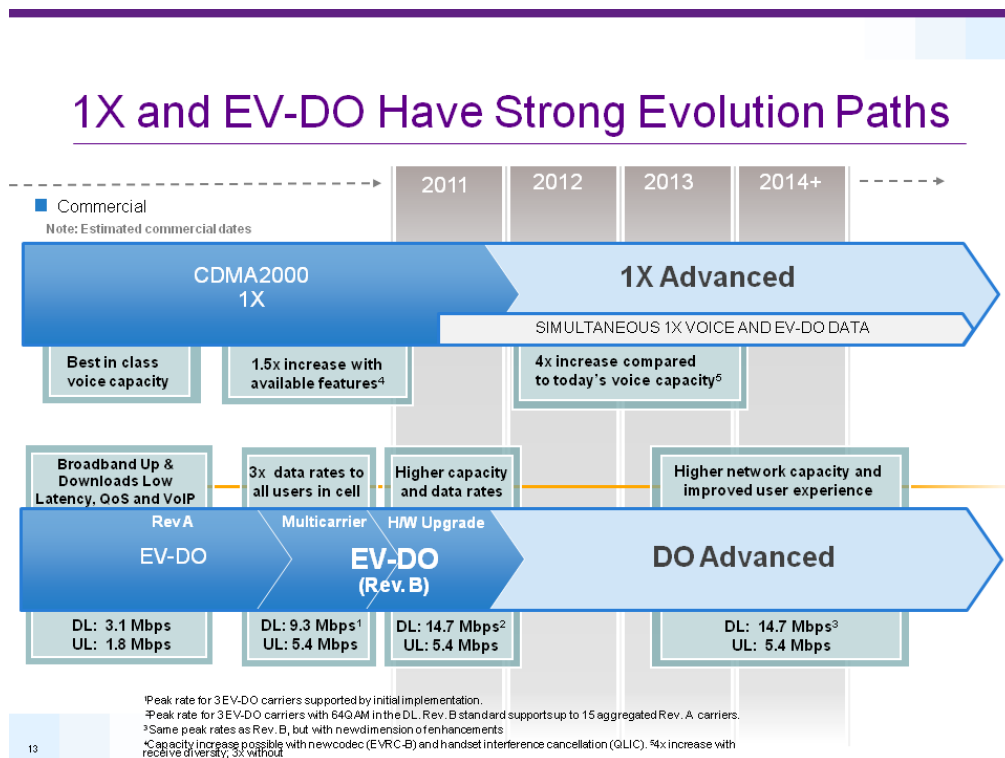 1X and EV-DO Have Strong Evolution Paths
2011
2012
2013
2014+
Commercial
Note: Estimated commercial dates
CDMA2000
1X
1X Advanced
SIMULTANEOUS 1X VOICE AND EV-DO DATA
Best in class
voice capacity
1.5x increase with
available features4
4x increase compared
to today's voice capacity5
Broadband Up &
Downloads Low
Latency, QoS and VoIP
3x data rates to
all users in cell
Higher capacity
and data rates
Higher network capacity and
improved user experience
Rev A
EV-DO
Multicarrier
H/W Upgrade
EV-DO
(Rev. B)
DO Advanced
DL: 3.1 Mbps
UL: 1.8 Mbps
DL: 9.3 Mbps1
UL: 5.4 Mbps
DL: 14.7 Mbps2
UL: 5.4 Mbps
DL: 14.7 Mbps3
UL: 5.4 Mbps
1Peak rate for 3 EV-DO carriers supported by initial implementation.
2Peak rate for 3 EV-DO carriers with 64QAM in the DL. Rev. B standard supports up to 15 aggregated Rev. A carriers.
3Same peak rates as Rev. B, but with new dimension of enhancements
4Capacity increase possible with new codec (EVRC-B) and handset interference cancellation (QLIC). 54x increase with
receive diversity; 3x without
13